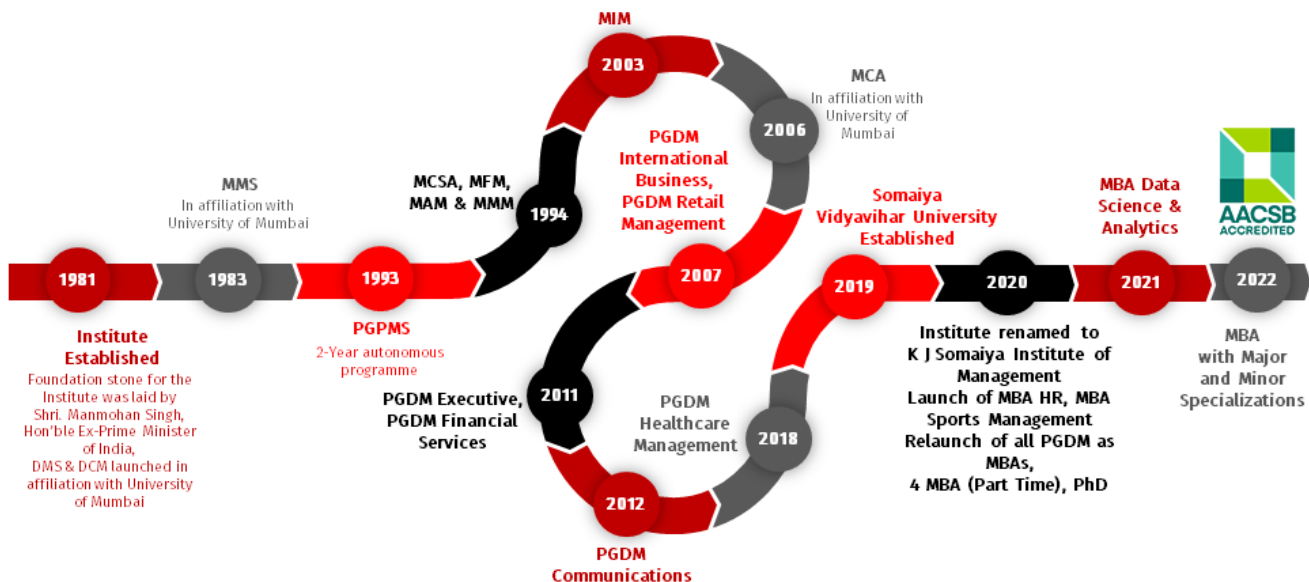 1981
Institute
Established
Foundation stone for the
Institute was laid by
Shri. Manmohan Singh,
Hon'ble Ex-Prime Minister
of India,
DMS & DCM launched in
affiliation with University
of Mumbai
MMS
In affiliation with
University of Mumbai
1983
1993
PGPMS
2-Year autonomous
programme
MCSA, MFM,
MAM & MMM
1994
MIM
2003
MCA
In affiliation with
University of
Mumbai
2006
PGDM
International
Business,
PGDM Retail
Management
2007
2011
PGDM Executive,
PGDM Financial
Services
2012
PGDM
Communications
PGDM
Healthcare
Management
2018
Somaiya
Vidyavihar University
Established
2019
2020
Institute renamed to
K J Somaiya Institute of
Management
Launch of MBA HR, MBA
Sports Management
Relaunch of all PGDM as
MBAs,
4 MBA (Part Time), PhD
MBA Data
Science &
Analytics
2021
AACSB
ACCREDITED
2022
MBA
with Major
and Minor
Specializations